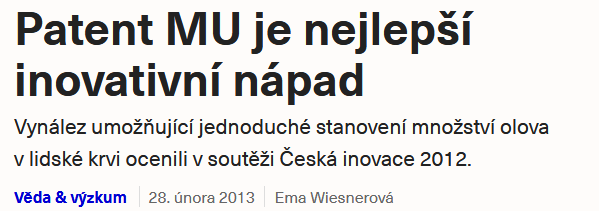 Patent MU je nejlepší
inovativní nápad
Vynález umožňující jednoduché stanovení množství olova
v lidské krvi ocenili v soutěži Česká inovace 2012.
Věda & výzkum | 28. února 2013 | Ema Wiesnerová